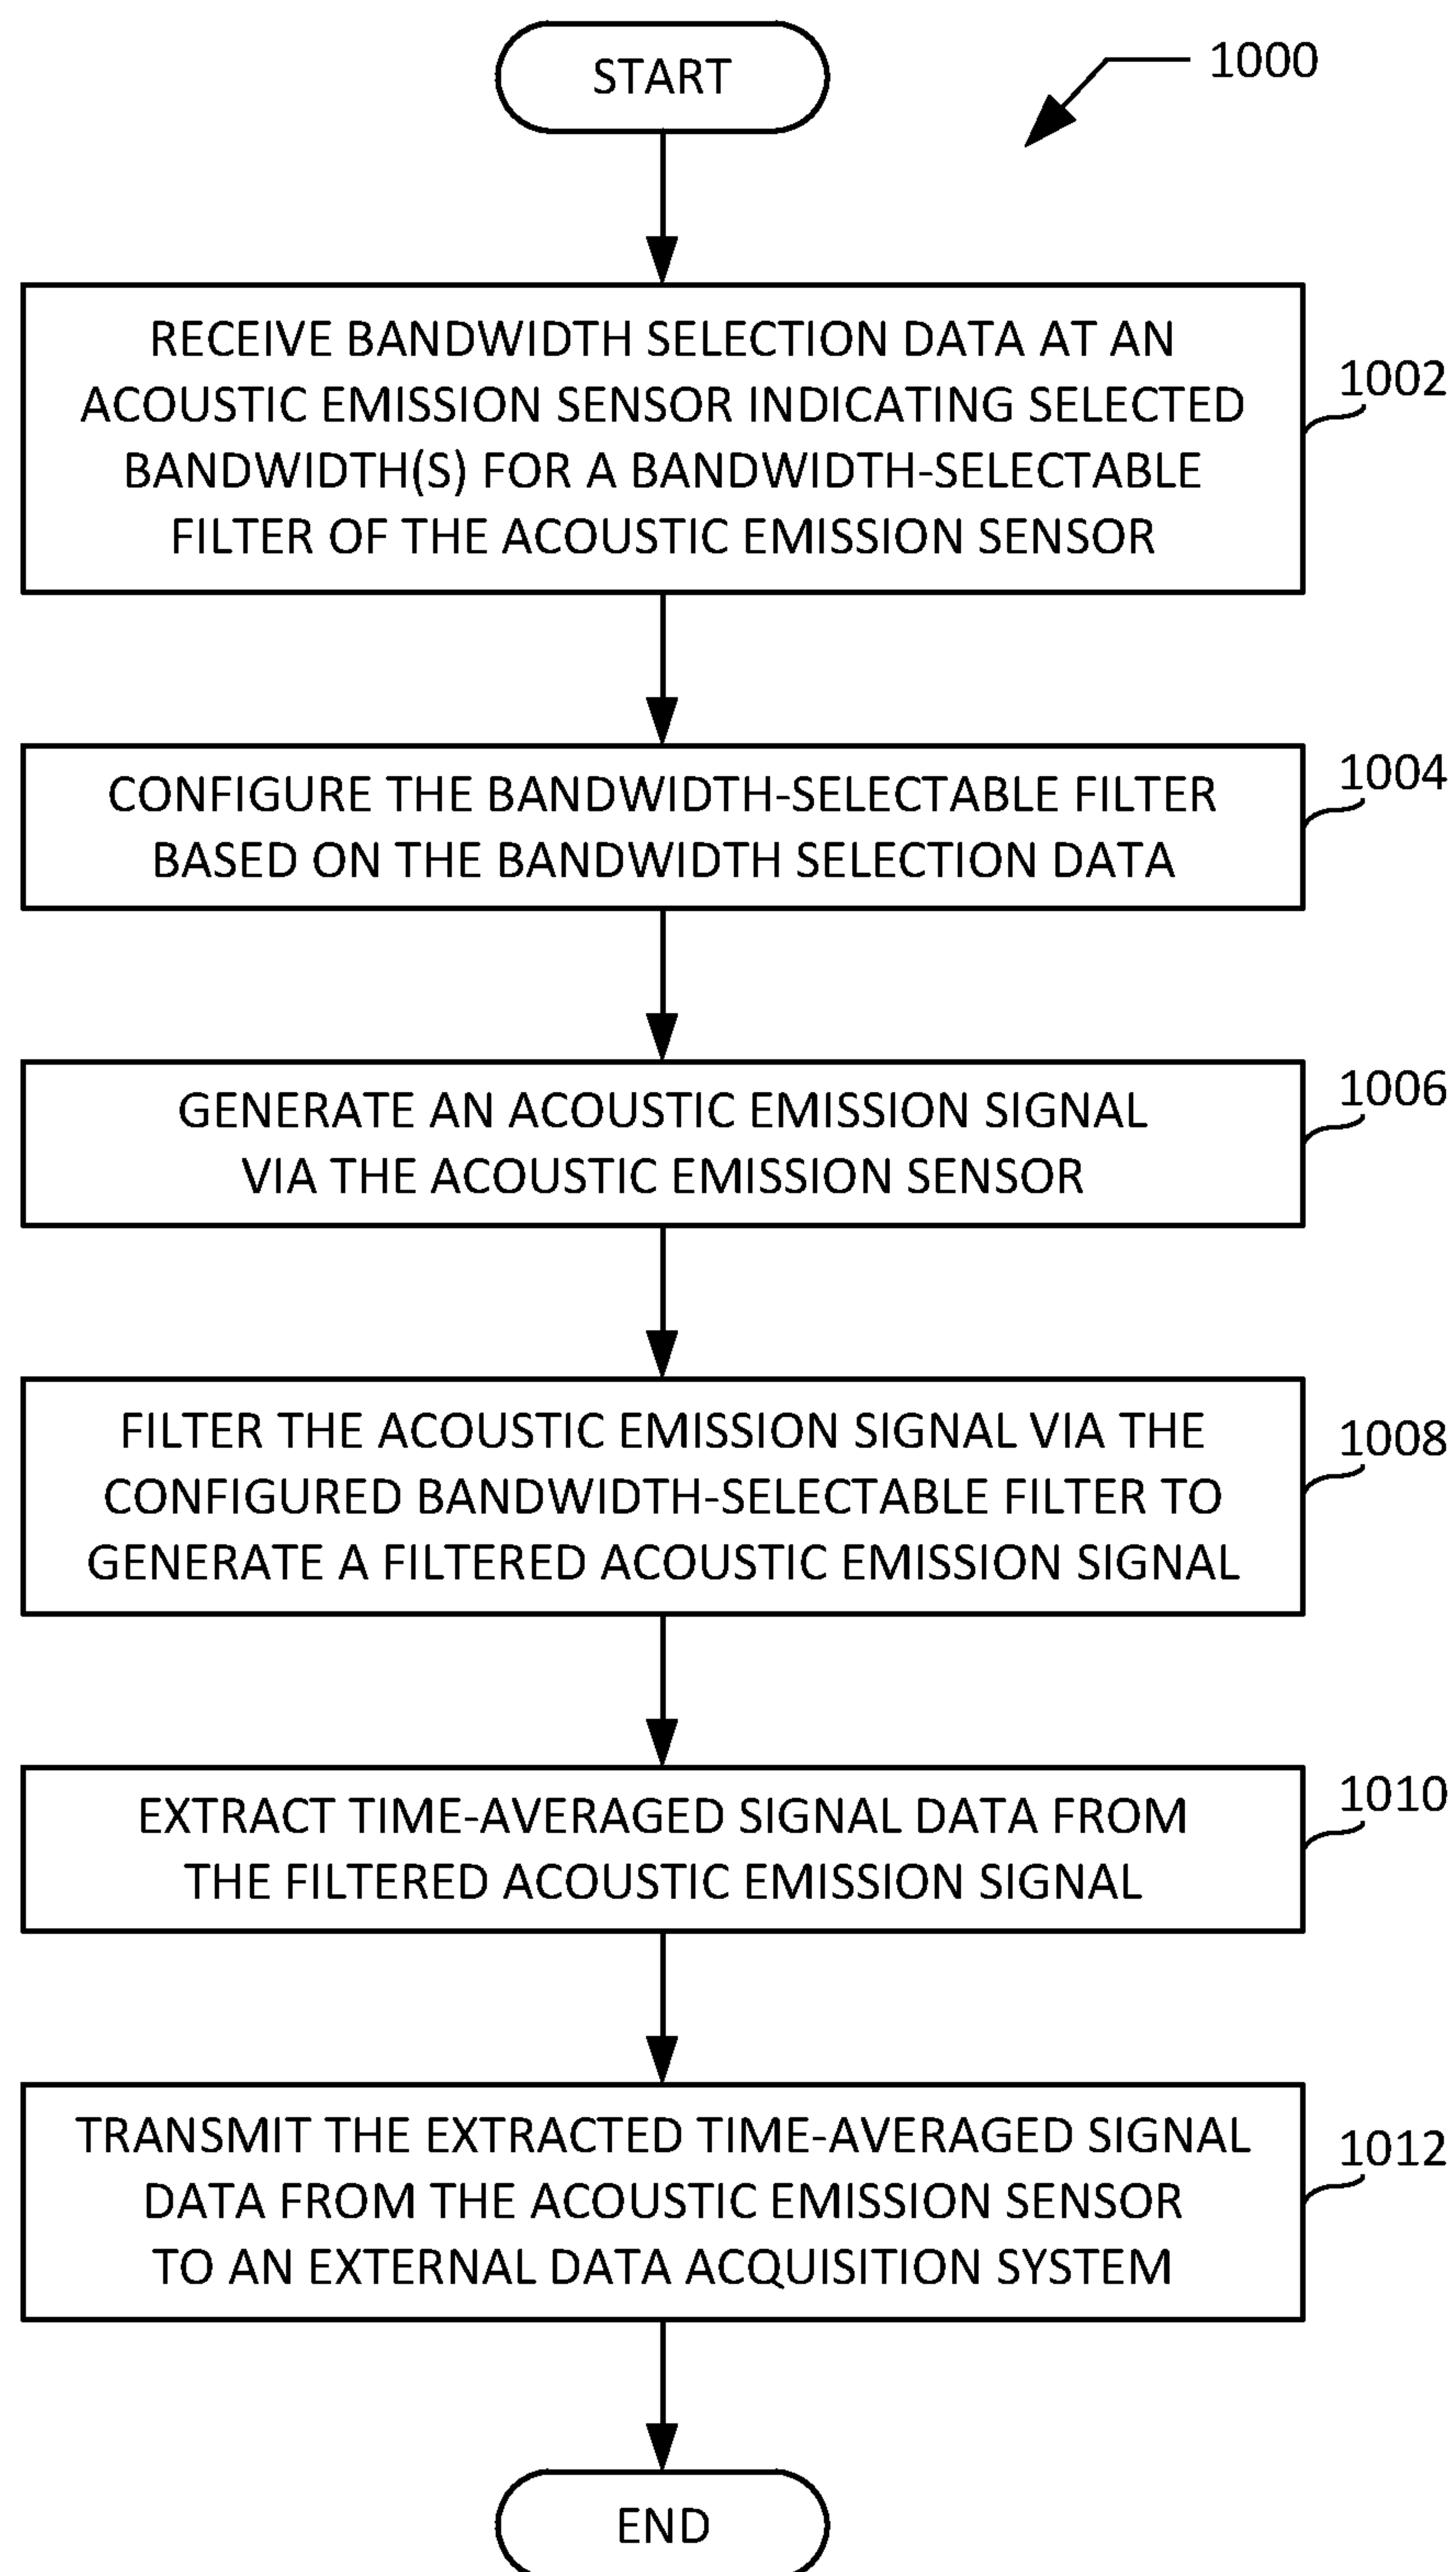 START
1000
RECEIVE BANDWIDTH SELECTION DATA AT AN
ACOUSTIC EMISSION SENSOR INDICATING SELECTED
BANDWIDTH(S) FOR A BANDWIDTH-SELECTABLE
FILTER OF THE ACOUSTIC EMISSION SENSOR
1002
CONFIGURE THE BANDWIDTH-SELECTABLE FILTER
BASED ON THE BANDWIDTH SELECTION DATA
1004
GENERATE AN ACOUSTIC EMISSION SIGNAL
VIA THE ACOUSTIC EMISSION SENSOR
1006
FILTER THE ACOUSTIC EMISSION SIGNAL VIA THE
CONFIGURED BANDWIDTH-SELECTABLE FILTER TO
GENERATE A FILTERED ACOUSTIC EMISSION SIGNAL
1008
EXTRACT TIME-AVERAGED SIGNAL DATA FROM
THE FILTERED ACOUSTIC EMISSION SIGNAL
1010
TRANSMIT THE EXTRACTED TIME-AVERAGED SIGNAL
DATA FROM THE ACOUSTIC EMISSION SENSOR
TO AN EXTERNAL DATA ACQUISITION SYSTEM
1012
END